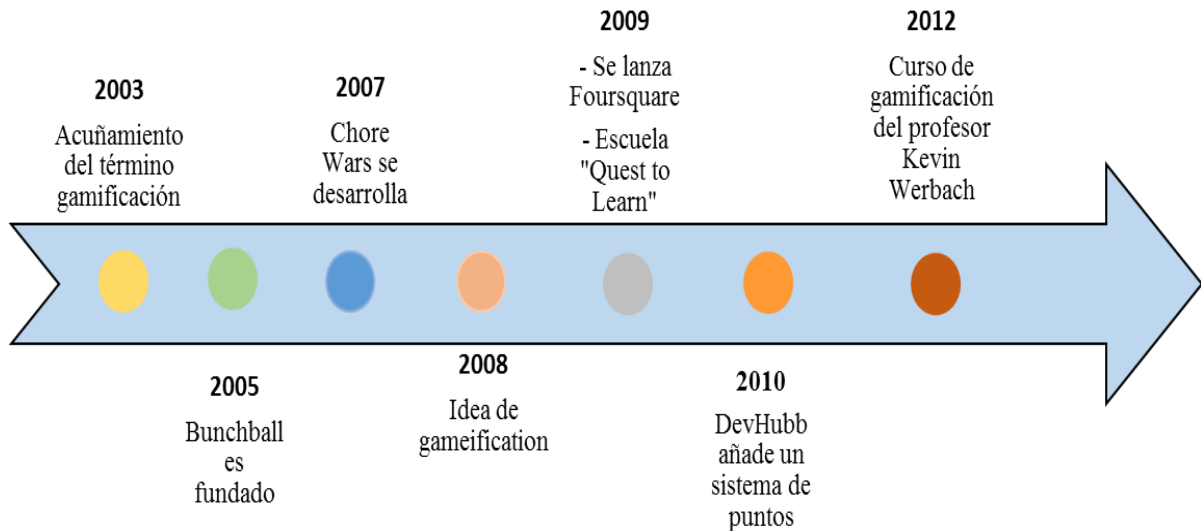 2003
Acuñamiento
del término
gamificación
2005
Bunchball
es
fundado
2007
Chore
Wars se
desarrolla
2008
Idea de
gameification
2009
- Se lanza
Foursquare
- Escuela
"Quest to
Learn"
2010
DevHubb
añade un
sistema de
puntos
2012
Curso de
gamificación
del profesor
Kevin
Werbach